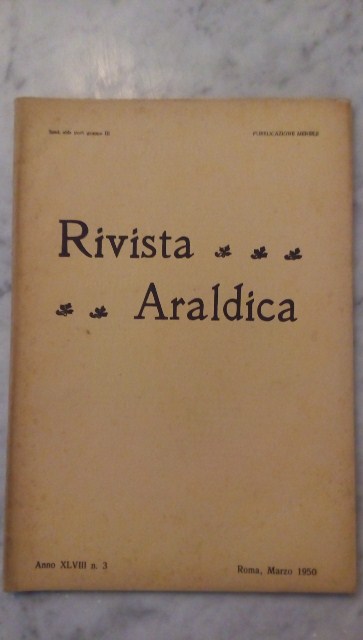 PUBBLICAZIONE MENSILE
Rivista
Araldica
Anno XLVIII n. 3
Roma, Marzo 1950